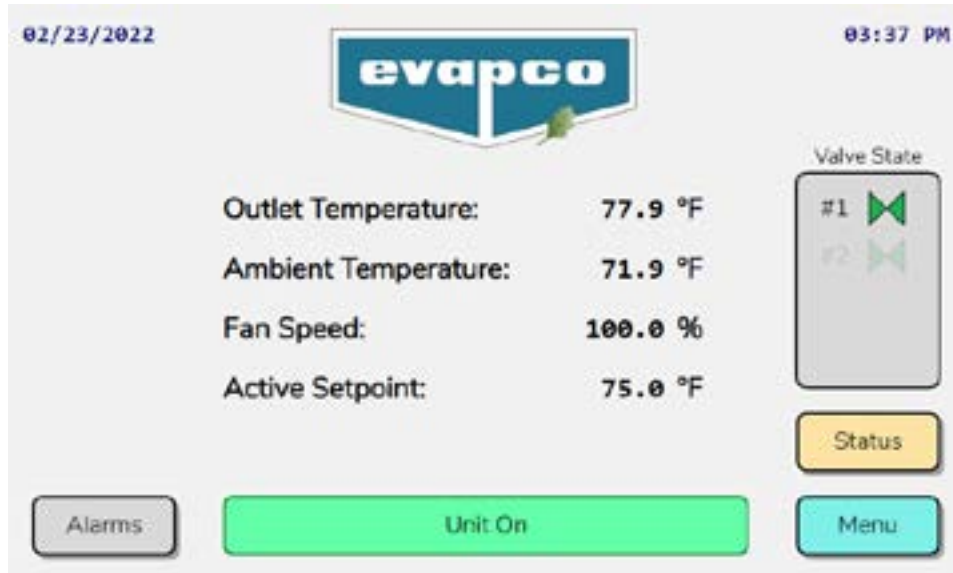 02/23/2022
03:37 PM
evapco
Valve State
Outlet Temperature: 77.9 °F
#1
Ambient Temperature: 71.9 °F
#2
Fan Speed: 100.0 %
Active Setpoint: 75.0 °F
Status
Alarms
Unit On
Menu